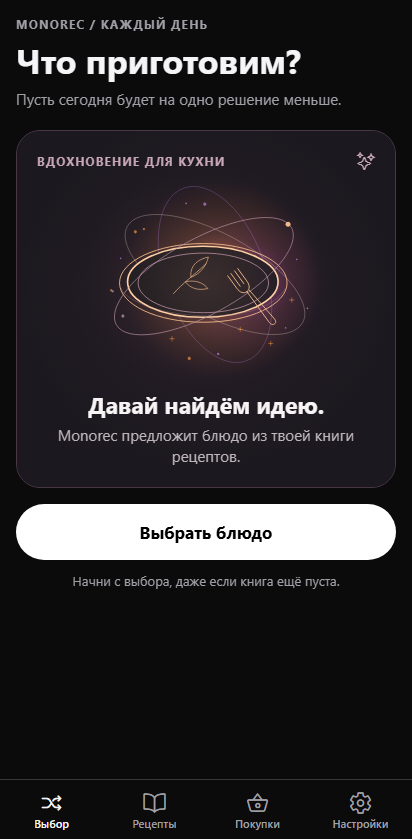 MONOREC / КАЖДЫЙ ДЕНЬ
Что приготовим?
Пусть сегодня будет на одно решение меньше.
ВДОХНОВЕНИЕ ДЛЯ КУХНИ
Давай найдём идею.
Monorec предложит блюдо из твоей книги
рецептов.
Выбрать блюдо
Начни с выбора, даже если книга ещё пуста.
Выбор
Рецепты
Покупки
Настройки